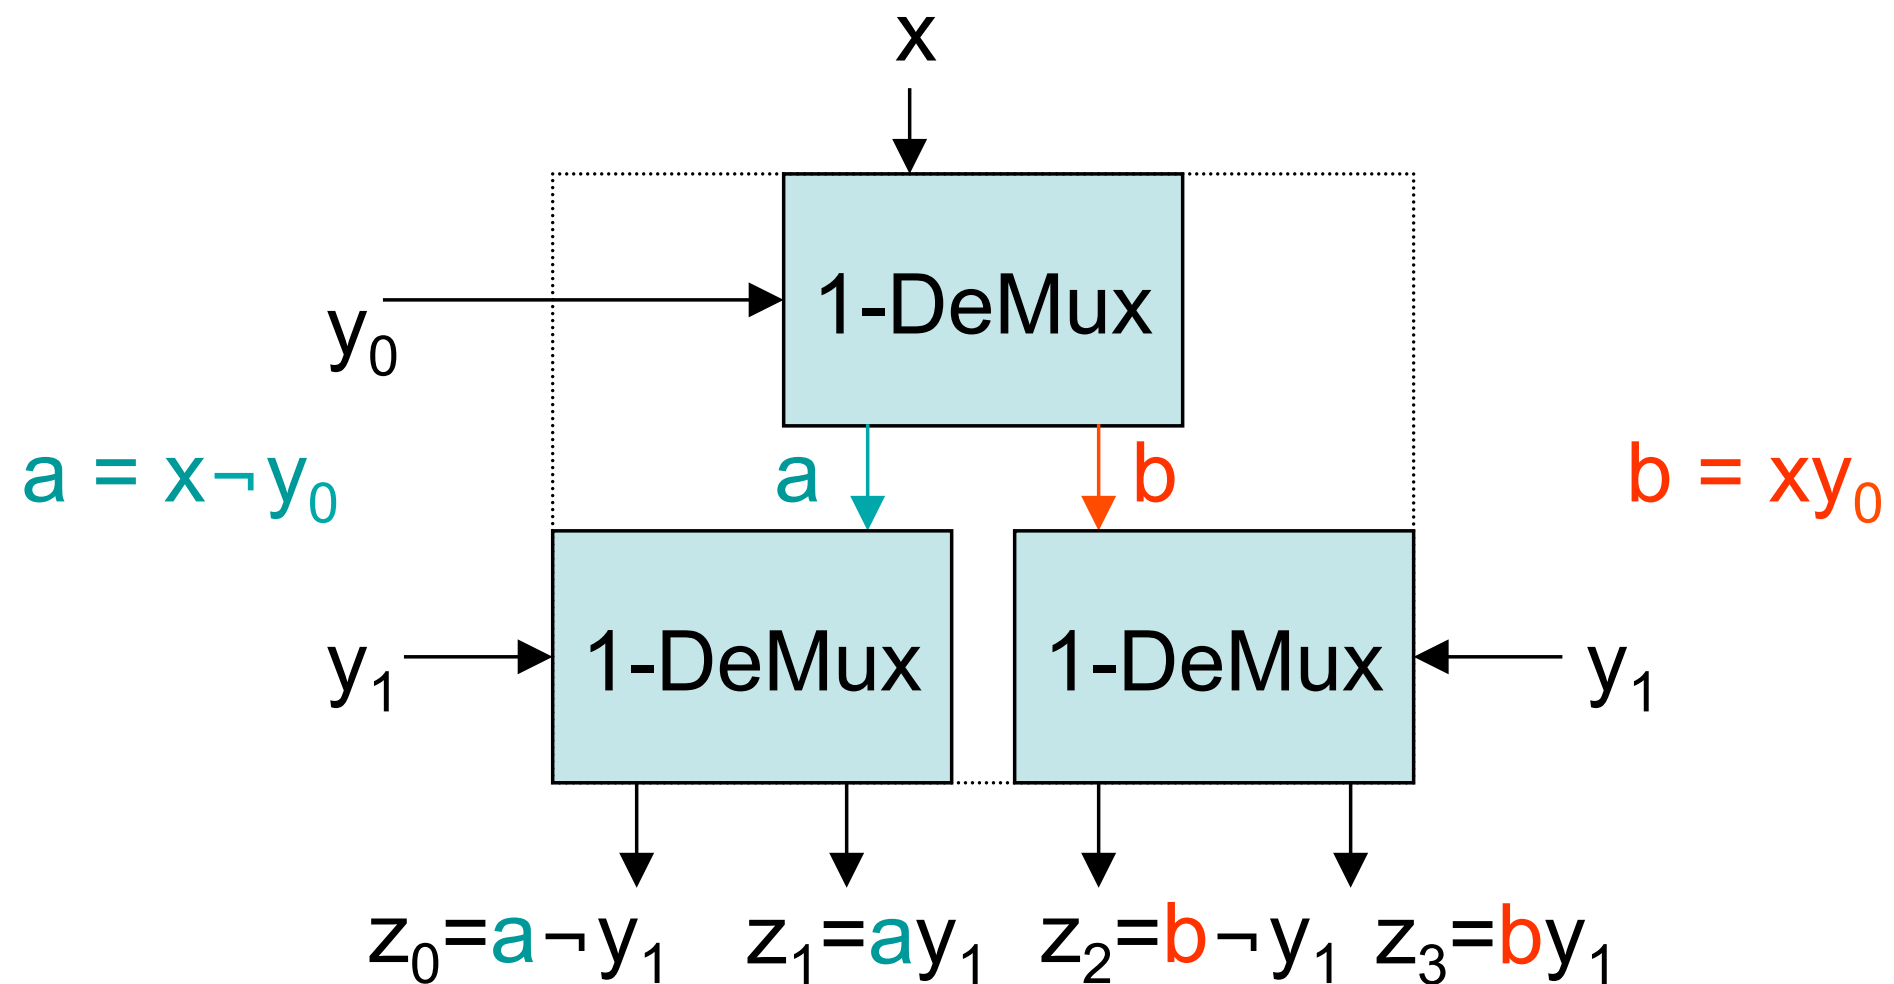 x
1-DeMux
y₀
a = x¬y₀
a
b
b = xy₀
y₁
1-DeMux
1-DeMux
y₁
z₀=a¬y₁
z₁=ay₁
z₂=b¬y₁
z₃=by₁